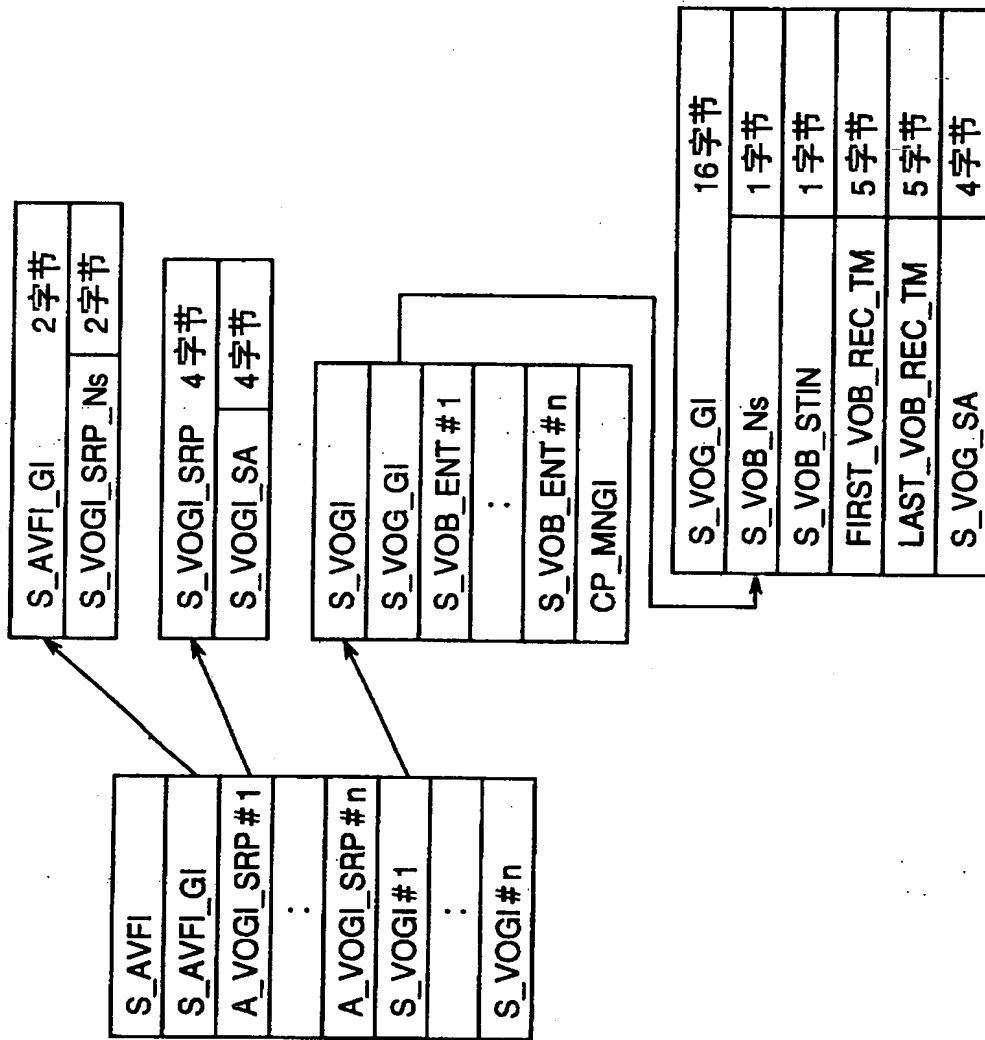 S_AVFI
S_AVFI_GI
A_VOGI_SRP#1
:
A_VOGI_SRP#n
S_VOGI#1
:
S_VOGI#n
S_AVFI_GI 2字节
S_VOGI_SRP_Ns 2字节
S_VOGI_SRP 4字节
S_VOGI_SA 4字节
S_VOGI
S_VOG_GI
S_VOB_ENT#1
:
S_VOB_ENT#n
CP_MNGI
S_VOG_GI 16字节
S_VOB_Ns 1字节
S_VOB_STIN 1字节
FIRST_VOB_REC_TM 5字节
LAST_VOB_REC_TM 5字节
S_VOG_SA 4字节